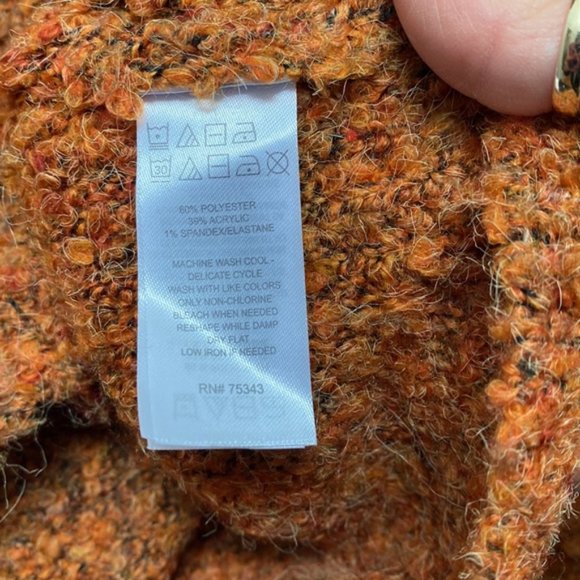 30
60% POLYESTER
39% ACRYLIC
1% SPANDEX/ELASTANE
MACHINE WASH COOL -
DELICATE CYCLE
WASH WITH LIKE COLORS
ONLY NON-CHLORINE
BLEACH WHEN NEEDED
RESHAPE WHILE DAMP
DRY FLAT
LOW IRON IF NEEDED
RN# 75343